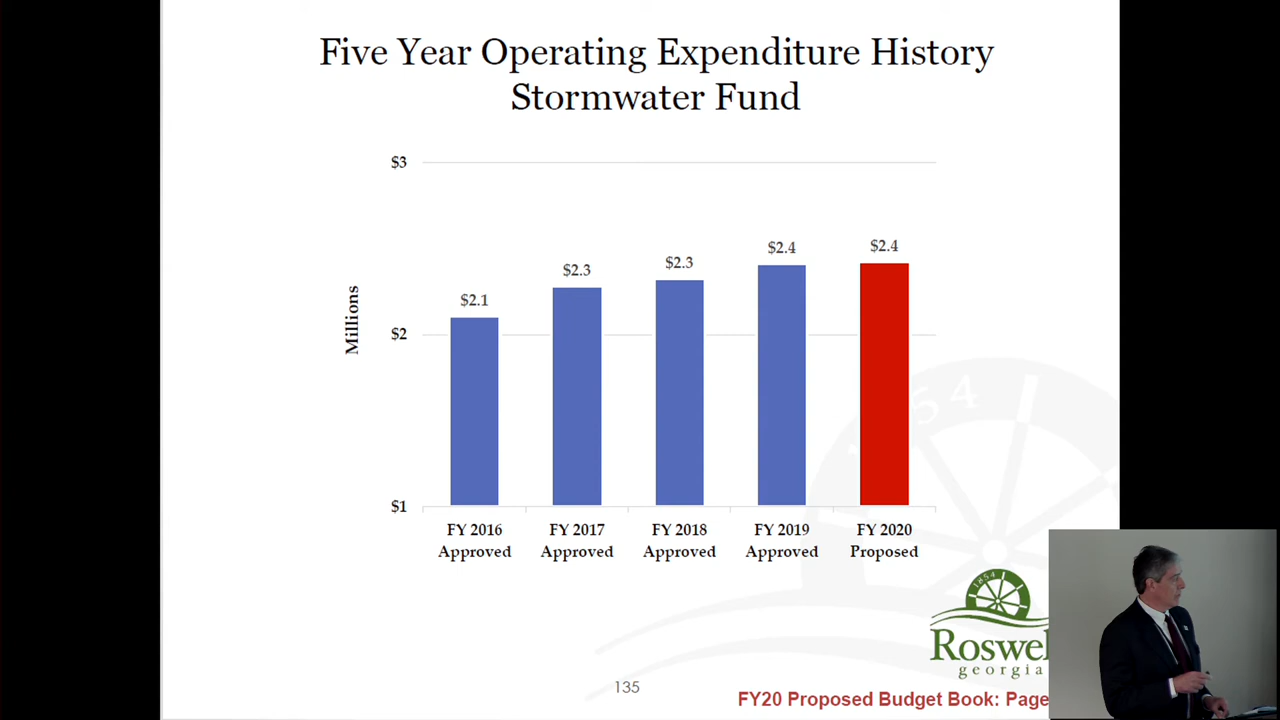 Five Year Operating Expenditure History
Stormwater Fund
Millions
$3
$2
$1
$2.1
$2.3
$2.3
$2.4
$2.4
FY 2016
Approved
FY 2017
Approved
FY 2018
Approved
FY 2019
Approved
FY 2020
Proposed
54
1854
Roswel
georgia
135
FY20 Proposed Budget Book: Page